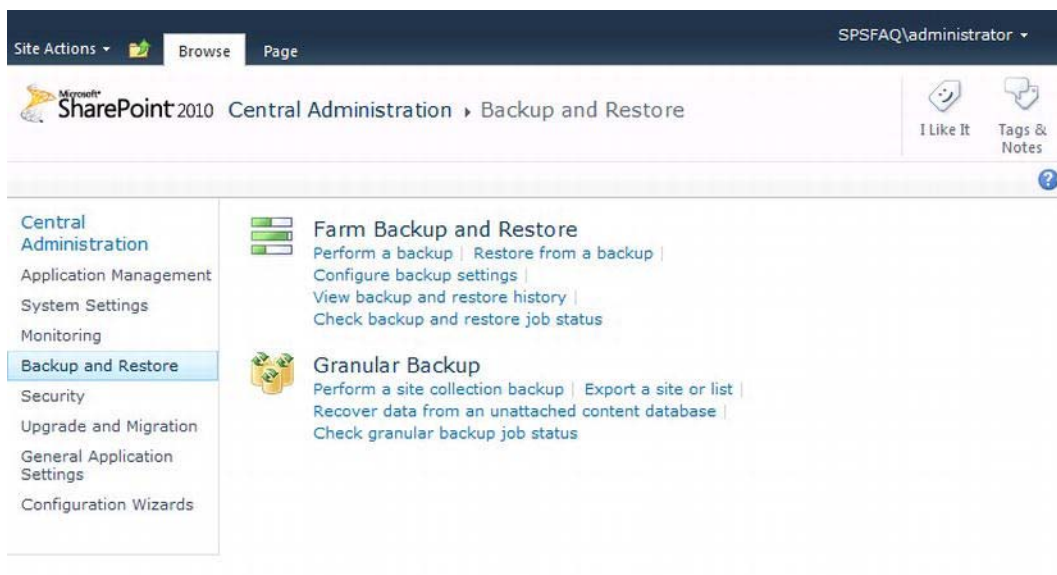 SPSFAQ\administrator
Site Actions
Browse
Page
Microsoft
SharePoint 2010
Central Administration
Backup and Restore
I Like It
Tags &
Notes
?
Central
Administration
Application Management
System Settings
Monitoring
Backup and Restore
Security
Upgrade and Migration
General Application
Settings
Configuration Wizards
Farm Backup and Restore
Perform a backup | Restore from a backup |
Configure backup settings |
View backup and restore history |
Check backup and restore job status
Granular Backup
Perform a site collection backup | Export a site or list |
Recover data from an unattached content database |
Check granular backup job status